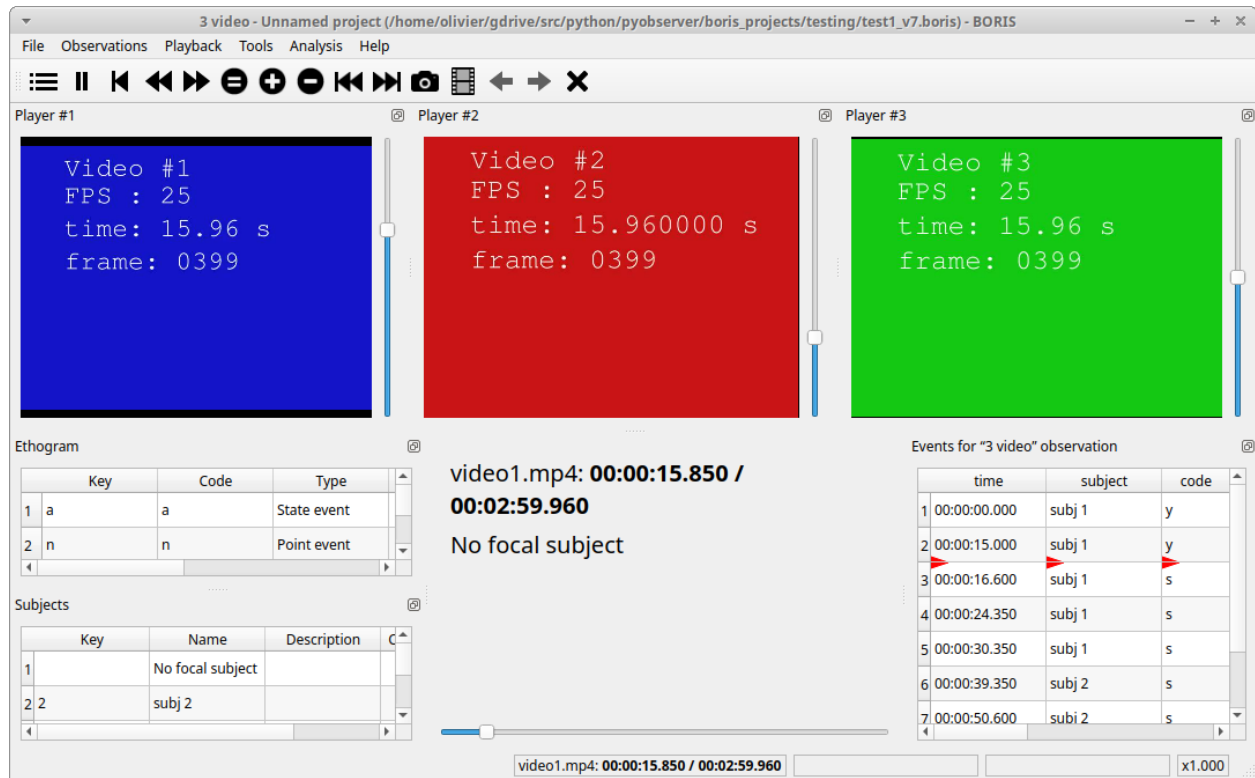 3 video - Unnamed project (/home/olivier/gdrive/src/python/pyobserver/boris_projects/testing/test1_v7.boris) - BORIS
File Observations Playback Tools Analysis Help
Player #1
Video #1
FPS : 25
time: 15.96 s
frame: 0399
Player #2
Video #2
FPS : 25
time: 15.960000 s
frame: 0399
Player #3
Video #3
FPS : 25
time: 15.96 s
frame: 0399
Ethogram
Key Code Type
1 a a State event
2 n n Point event
Subjects
Key Name Description
1 No focal subject
2 2 subj 2
video1.mp4: 00:00:15.850 /
00:02:59.960
No focal subject
Events for “3 video” observation
time subject code
1 00:00:00.000 subj 1 y
2 00:00:15.000 subj 1 y
3 00:00:16.600 subj 1 s
4 00:00:24.350 subj 1 s
5 00:00:30.350 subj 1 s
6 00:00:39.350 subj 2 s
7 00:00:50.600 subj 2 s
video1.mp4: 00:00:15.850 / 00:02:59.960
x1.000